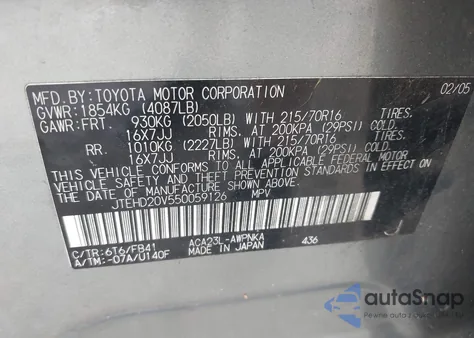 MFD.BY:TOYOTA MOTOR CORPORATION 02/05
GVWR:1854KG (4087LB)
GAWR:FRT. 930KG (2050LB) WITH 215/70R16 TIRES.
16X7JJ RIMS. AT 200KPA (29PSI) COLD
RR. 1010KG (2227LB) WITH 215/70R16 TIRES.
16X7JJ RIMS. AT 200KPA (29PSI) COLD
THIS VEHICLE CONFORMS TO ALL APPLICABLE FEDERAL MOTOR
VEHICLE SAFETY, BUMPER, AND THEFT PREVENTION STANDARDS
IN EFFECT ON THE DATE OF MANUFACTURE SHOWN ABOVE.
JTEHD20V550059126 MPV
C/TR:6T6/FB41 ACA23L-AWPNKA 436
A/TM:-07A/U140F MADE IN JAPAN
autoSnap